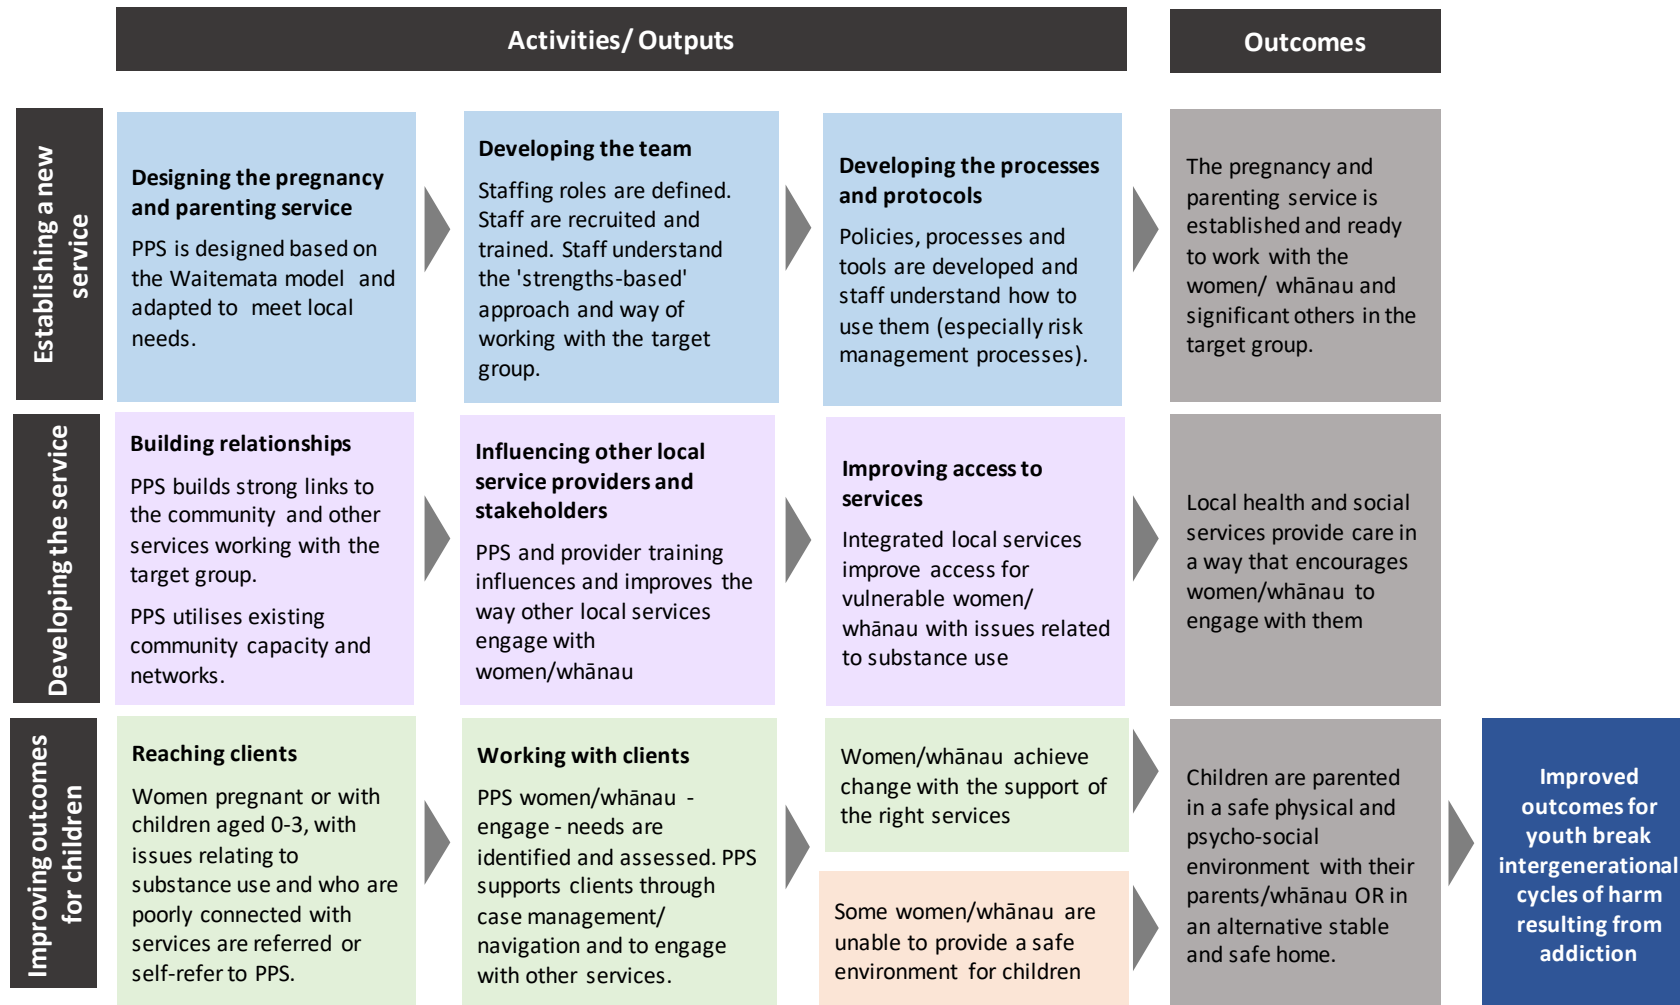 Activities/ Outputs
Outcomes
Establishing a new
service
Designing the pregnancy
and parenting service
PPS is designed based on
the Waitemata model and
adapted to meet local
needs.
Developing the team
Staffing roles are defined.
Staff are recruited and
trained. Staff understand
the 'strengths-based'
approach and way of
working with the target
group.
Developing the processes
and protocols
Policies, processes and
tools are developed and
staff understand how to
use them (especially risk
management processes).
The pregnancy and
parenting service is
established and ready
to work with the
women/ whānau and
significant others in the
target group.
Developing the service
Building relationships
PPS builds strong links to
the community and other
services working with the
target group.
PPS utilises existing
community capacity and
networks.
Influencing other local
service providers and
stakeholders
PPS and provider training
influences and improves the
way other local services
engage with
women/whānau
Improving access to
services
Integrated local services
improve access for
vulnerable women/
whānau with issues related
to substance use
Local health and social
services provide care in
a way that encourages
women/whānau to
engage with them
Improving outcomes
for children
Reaching clients
Women pregnant or with
children aged 0-3, with
issues relating to
substance use and who are
poorly connected with
services are referred or
self-refer to PPS.
Working with clients
PPS women/whānau -
engage - needs are
identified and assessed. PPS
supports clients through
case management/
navigation and to engage
with other services.
Women/whānau achieve
change with the support of
the right services
Some women/whānau are
unable to provide a safe
environment for children
Children are parented
in a safe physical and
psycho-social
environment with their
parents/whānau OR in
an alternative stable
and safe home.
Improved
outcomes for
youth break
intergenerational
cycles of harm
resulting from
addiction